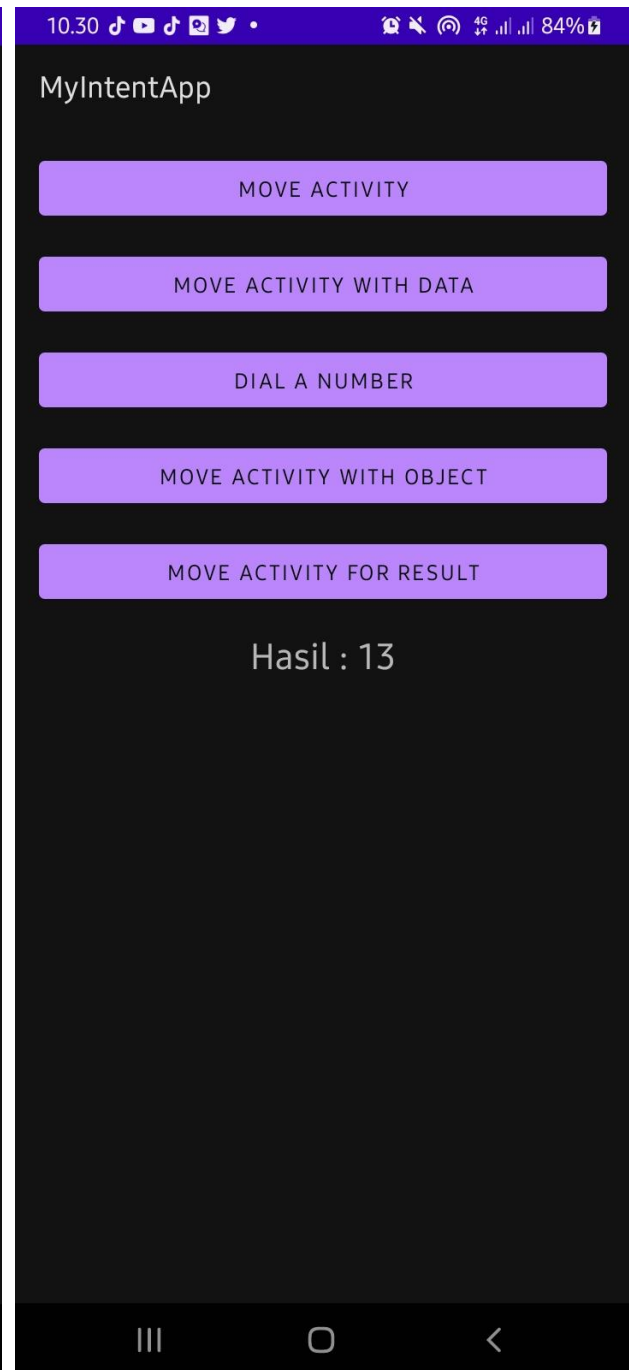 10.30 4G 84%
MyIntentApp
MOVE ACTIVITY
MOVE ACTIVITY WITH DATA
DIAL A NUMBER
MOVE ACTIVITY WITH OBJECT
MOVE ACTIVITY FOR RESULT
Hasil : 13